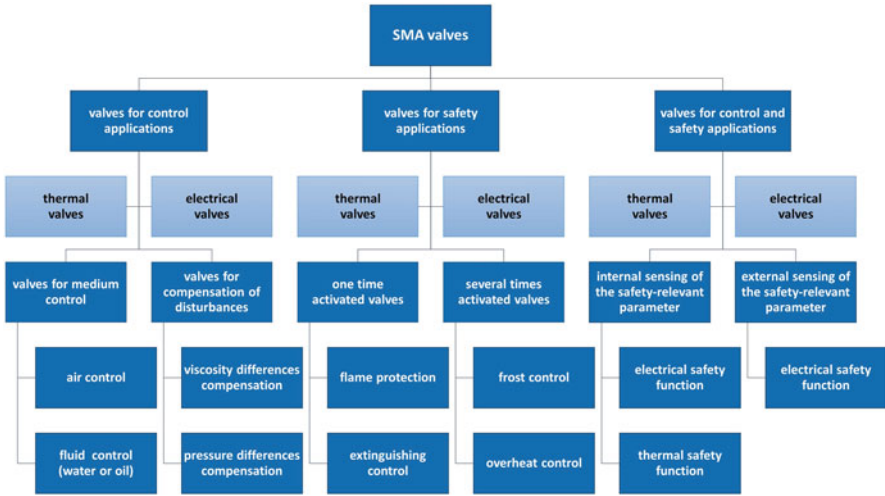 SMA valves
valves for control
applications
valves for safety
applications
valves for control and
safety applications
thermal
valves
electrical
valves
thermal
valves
electrical
valves
thermal
valves
electrical
valves
valves for medium
control
valves for
compensation of
disturbances
one time
activated valves
several times
activated valves
internal sensing of
the safety-relevant
parameter
external sensing of
the safety-relevant
parameter
air control
viscosity differences
compensation
flame protection
frost control
electrical safety
function
electrical safety
function
fluid control
(water or oil)
pressure differences
compensation
extinguishing
control
overheat control
thermal safety
function